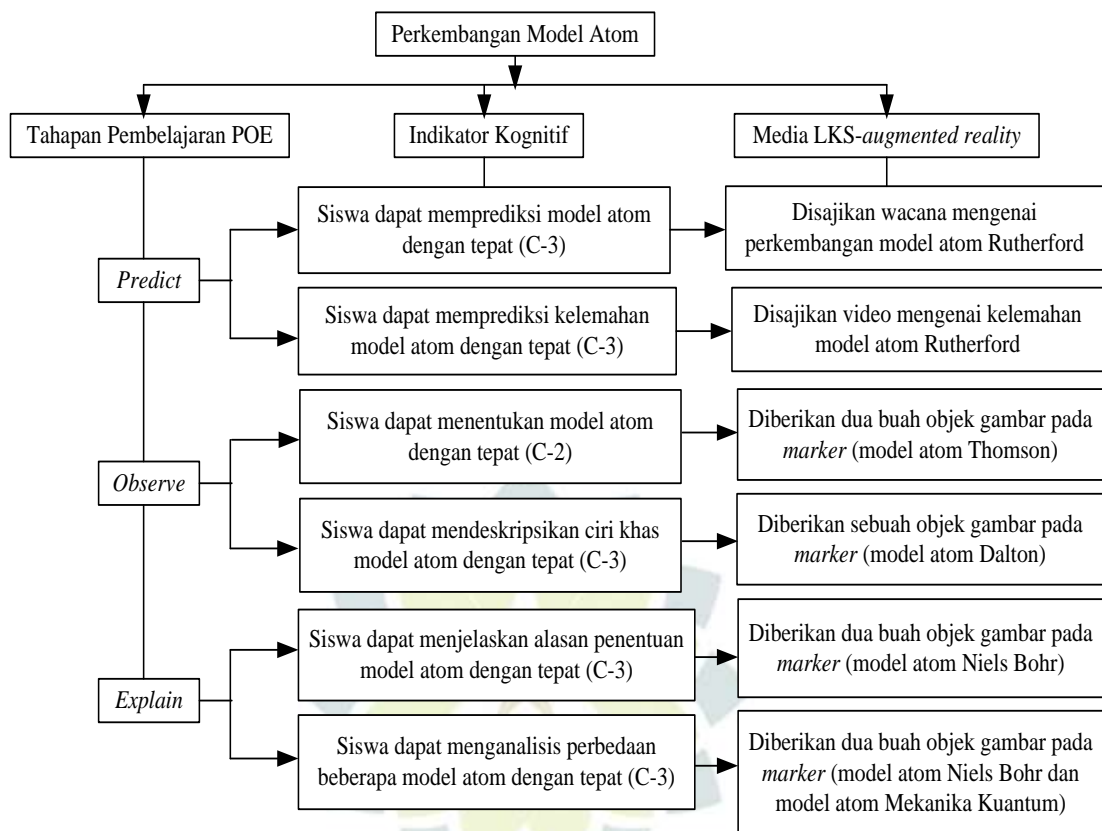 Perkembangan Model Atom
Tahapan Pembelajaran POE
Indikator Kognitif
Media LKS-augmented reality
Predict
Siswa dapat memprediksi model atom
dengan tepat (C-3)
Disajikan wacana mengenai
perkembangan model atom Rutherford
Siswa dapat memprediksi kelemahan
model atom dengan tepat (C-3)
Disajikan video mengenai kelemahan
model atom Rutherford
Observe
Siswa dapat menentukan model atom
dengan tepat (C-2)
Diberikan dua buah objek gambar pada
marker (model atom Thomson)
Siswa dapat mendeskripsikan ciri khas
model atom dengan tepat (C-3)
Diberikan sebuah objek gambar pada
marker (model atom Dalton)
Explain
Siswa dapat menjelaskan alasan penentuan
model atom dengan tepat (C-3)
Diberikan dua buah objek gambar pada
marker (model atom Niels Bohr)
Siswa dapat menganalisis perbedaan
beberapa model atom dengan tepat (C-3)
Diberikan dua buah objek gambar pada
marker (model atom Niels Bohr dan
model atom Mekanika Kuantum)